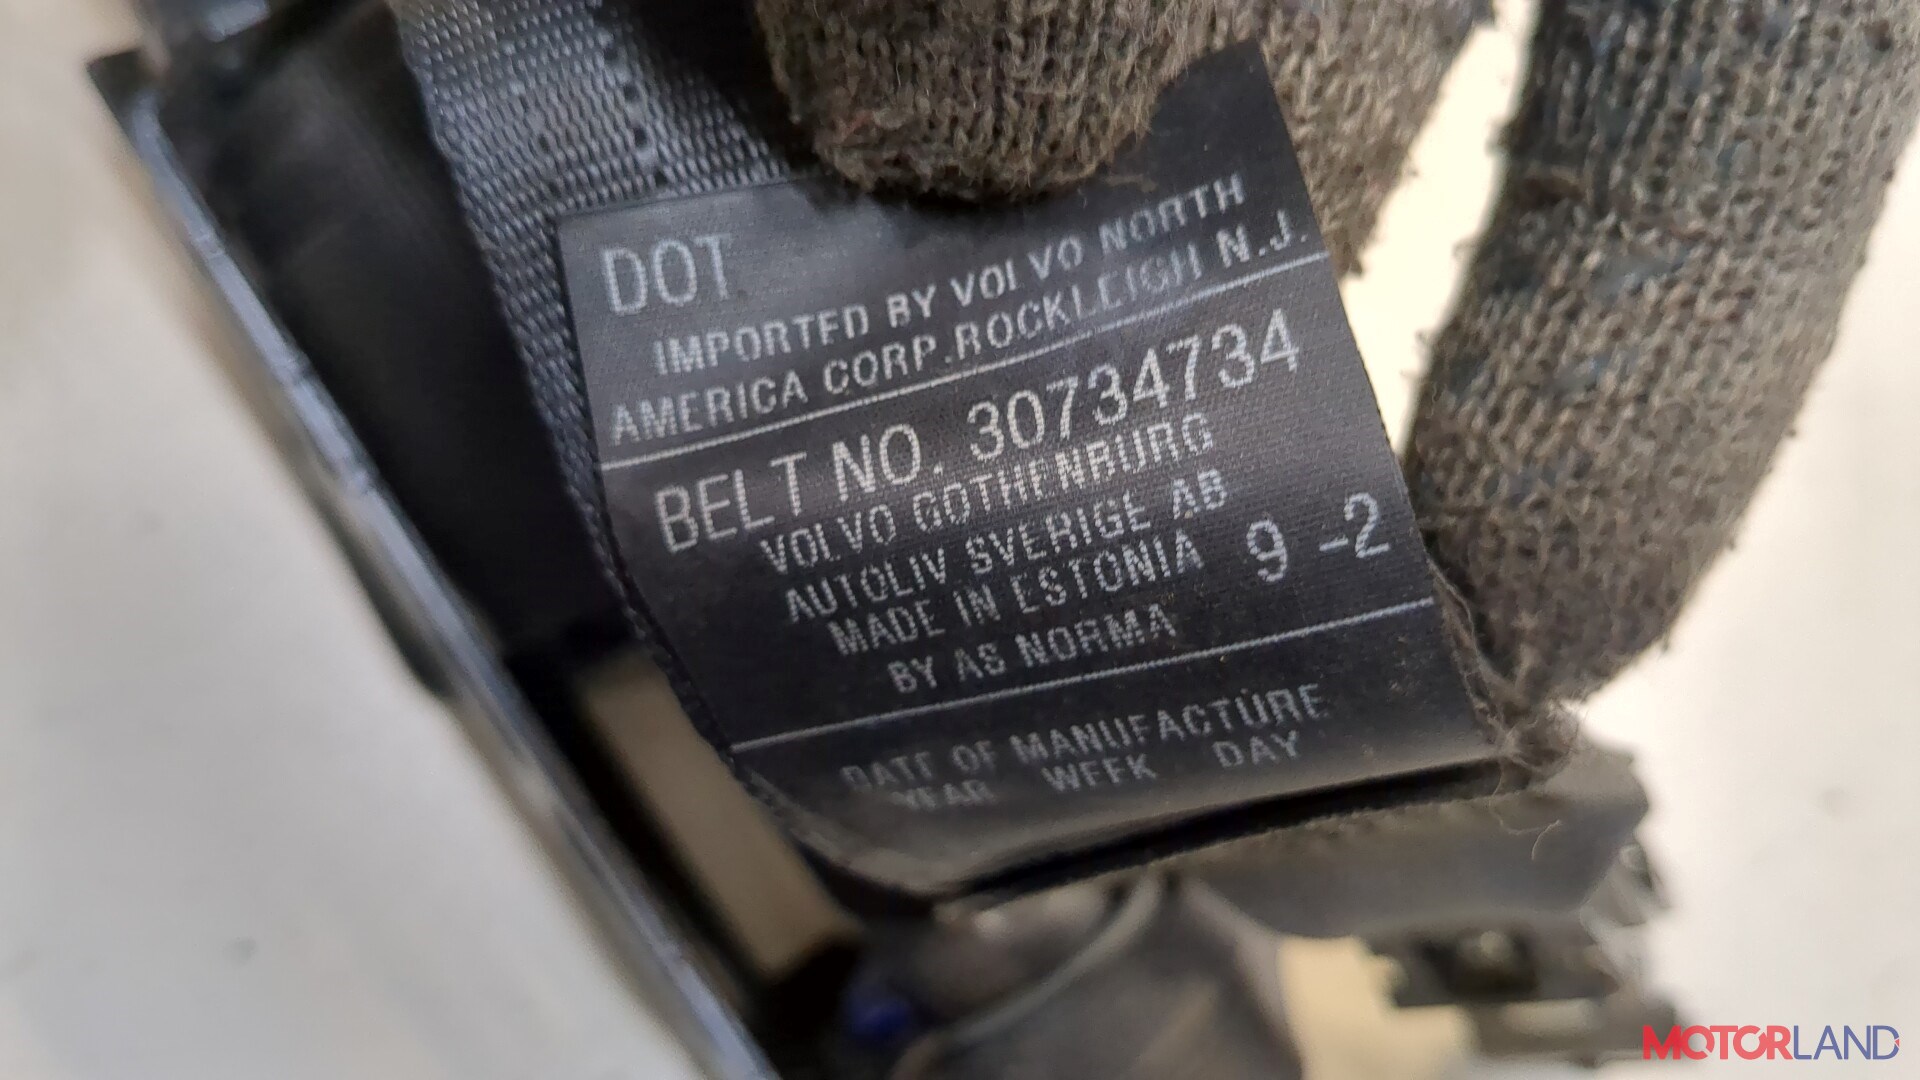 DOT
IMPORTED BY VOLVO NORTH
AMERICA CORP.ROCKLEIGH N.J.
BELT NO. 30734734
VOLVO GOTHENBURG
AUTOLIV SVERIGE AB
MADE IN ESTONIA 9 -2
BY AS NORMA
DATE OF MANUFACTURE
YEAR WEEK DAY
MOTORLAND